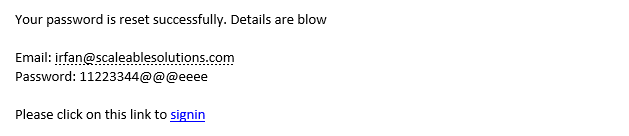 Your password is reset successfully. Details are blow
Email: irfan@scaleablesolutions.com
Password: 11223344@@@eeee
Please click on this link to signin